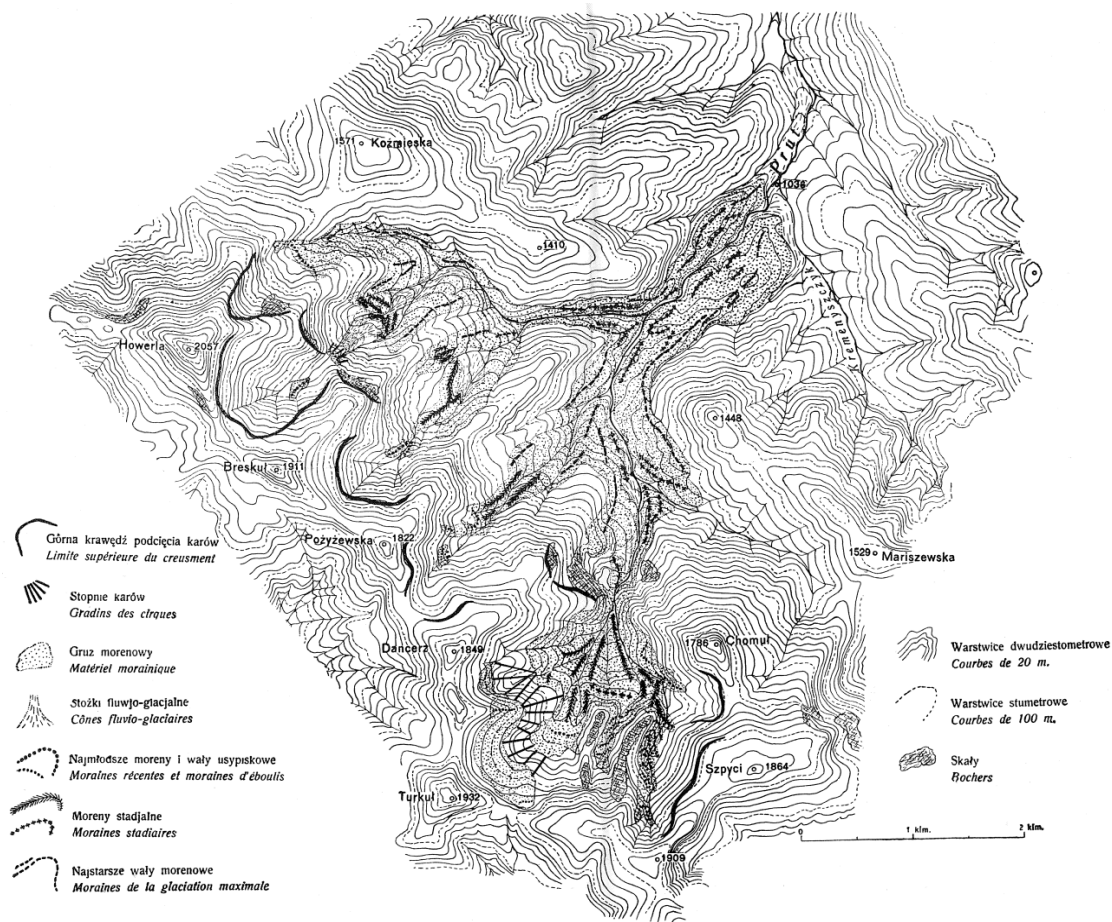 Prut
1571 Koźmieska
1036
1410
Kremenyszczyk
Howerla 2057
1448
Breskuł 1911
Pożyżewska 1822
1529 Mariszewska
Dancerz 1849
1786 Chomuł
Szpyci 1864
Turkuł 1932
1909
Górna krawędź podcięcia karów
Limite supérieure du creusment
Stopnie karów
Gradins des cirques
Gruz morenowy
Matériel morainique
Stożki fluwjo-glacjalne
Cônes fluvio-glaciaires
Najmłodsze moreny i wały usypiskowe
Moraines récentes et moraines d'éboulis
Moreny stadjalne
Moraines stadiaires
Najstarsze wały morenowe
Moraines de la glaciation maximale
Warstwice dwudziestometrowe
Courbes de 20 m.
Warstwice stumetrowe
Courbes de 100 m.
Skały
Rochers
0 1 klm. 2 klm.